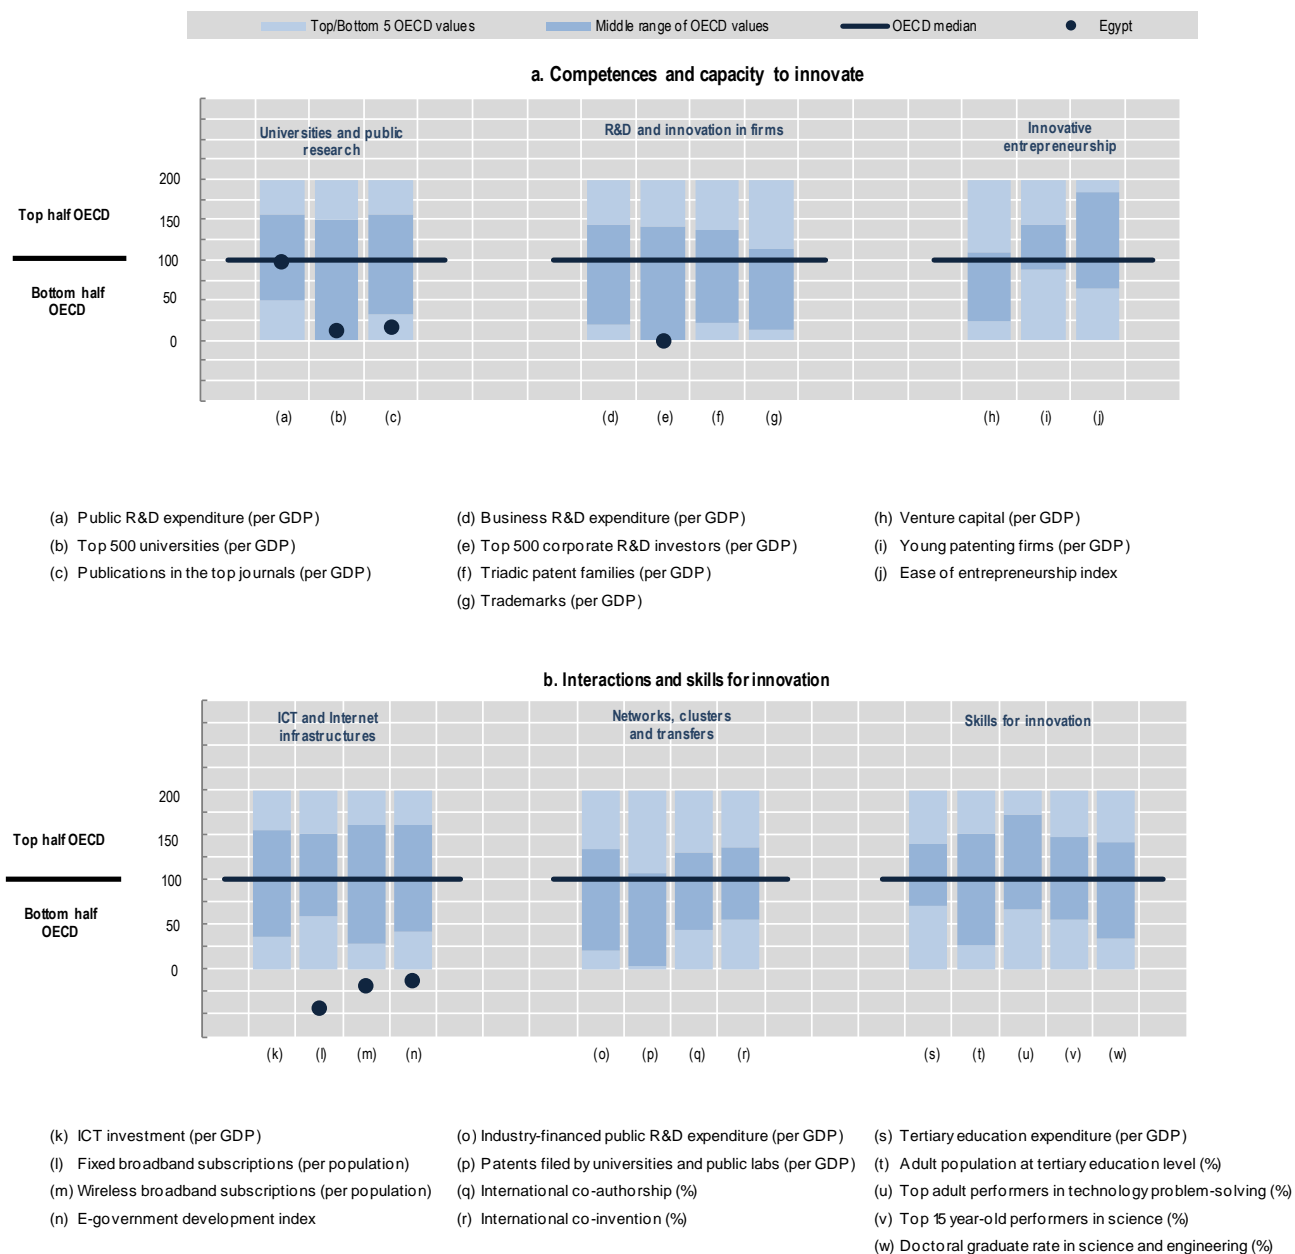 Top/Bottom 5 OECD values Middle range of OECD values OECD median Egypt
a. Competences and capacity to innovate
Universities and public
research
R&D and innovation in firms
Innovative
entrepreneurship
200
150
100
50
0
Top half OECD
Bottom half
OECD
(a) (b) (c) (d) (e) (f) (g) (h) (i) (j)
(a) Public R&D expenditure (per GDP)
(b) Top 500 universities (per GDP)
(c) Publications in the top journals (per GDP)
(d) Business R&D expenditure (per GDP)
(e) Top 500 corporate R&D investors (per GDP)
(f) Triadic patent families (per GDP)
(g) Trademarks (per GDP)
(h) Venture capital (per GDP)
(i) Young patenting firms (per GDP)
(j) Ease of entrepreneurship index
b. Interactions and skills for innovation
ICT and Internet
infrastructures
Networks, clusters
and transfers
Skills for innovation
200
150
100
50
0
Top half OECD
Bottom half
OECD
(k) (l) (m) (n) (o) (p) (q) (r) (s) (t) (u) (v) (w)
(k) ICT investment (per GDP)
(l) Fixed broadband subscriptions (per population)
(m) Wireless broadband subscriptions (per population)
(n) E-government development index
(o) Industry-financed public R&D expenditure (per GDP)
(p) Patents filed by universities and public labs (per GDP)
(q) International co-authorship (%)
(r) International co-invention (%)
(s) Tertiary education expenditure (per GDP)
(t) Adult population at tertiary education level (%)
(u) Top adult performers in technology problem-solving (%)
(v) Top 15 year-old performers in science (%)
(w) Doctoral graduate rate in science and engineering (%)